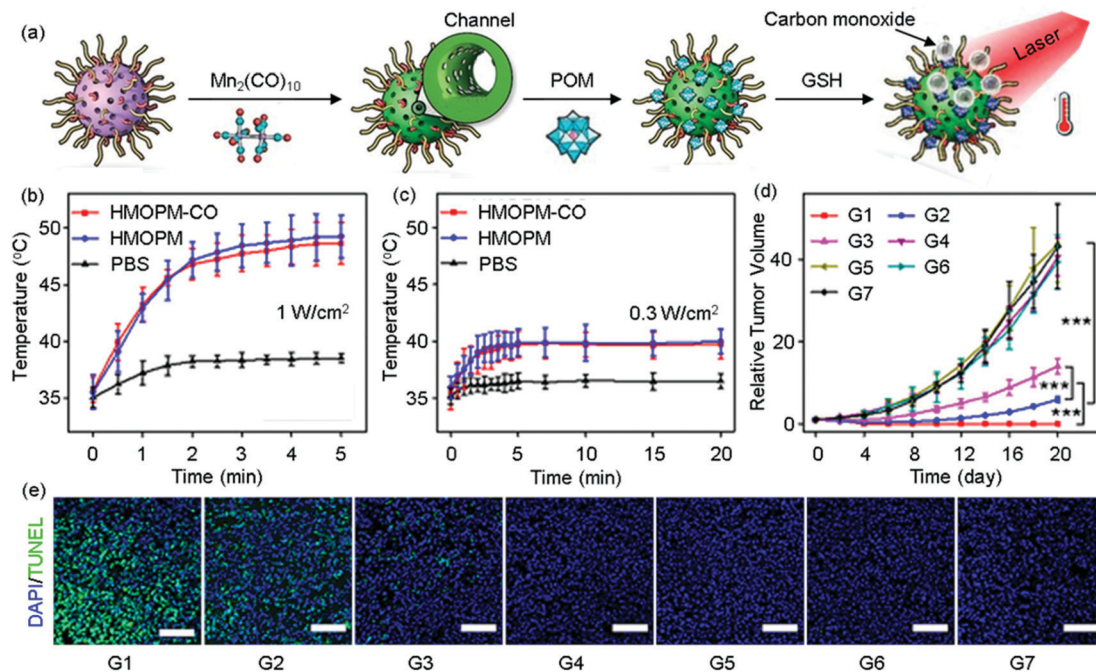 (a)
Channel
Carbon monoxide
Laser
Mn₂(CO)₁₀
POM
GSH
(b)
HMOPM-CO
HMOPM
PBS
1 W/cm²
Temperature (⁰C)
50
45
40
35
0 1 2 3 4 5
Time (min)
(c)
HMOPM-CO
HMOPM
PBS
0.3 W/cm²
Temperature (⁰C)
50
45
40
35
0 5 10 15 20
Time (min)
(d)
G1 G2
G3 G4
G5 G6
G7
Relative Tumor Volume
40
20
0
★★★
★★★
★★★
0 4 8 12 16 20
Time (day)
(e)
DAPI/TUNEL
G1 G2 G3 G4 G5 G6 G7